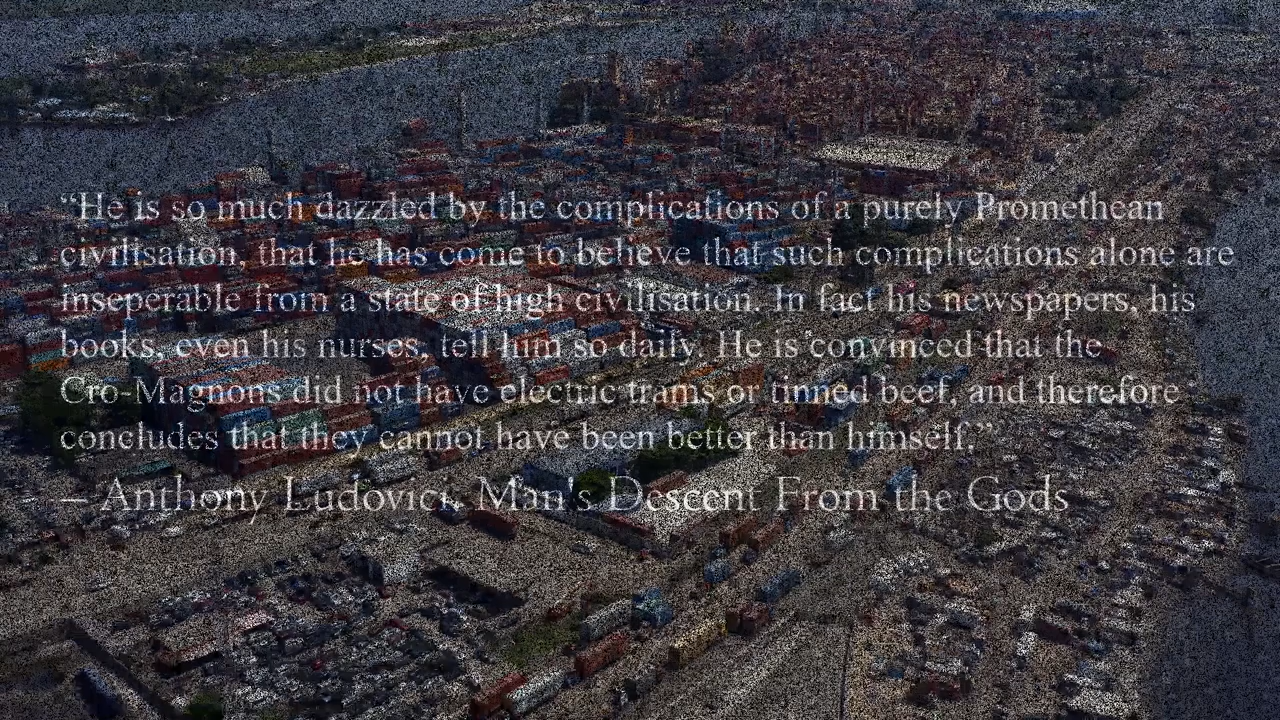 “He is so much dazzled by the complications of a purely Promethean
civilisation, that he has come to believe that such complications alone are
inseperable from a state of high civilisation. In fact his newspapers, his
books, even his nurses, tell him so daily. He is convinced that the
Cro-Magnons did not have electric trams or tinned beef, and therefore
concludes that they cannot have been better than himself.”
– Anthony Ludovici, Man's Descent From the Gods